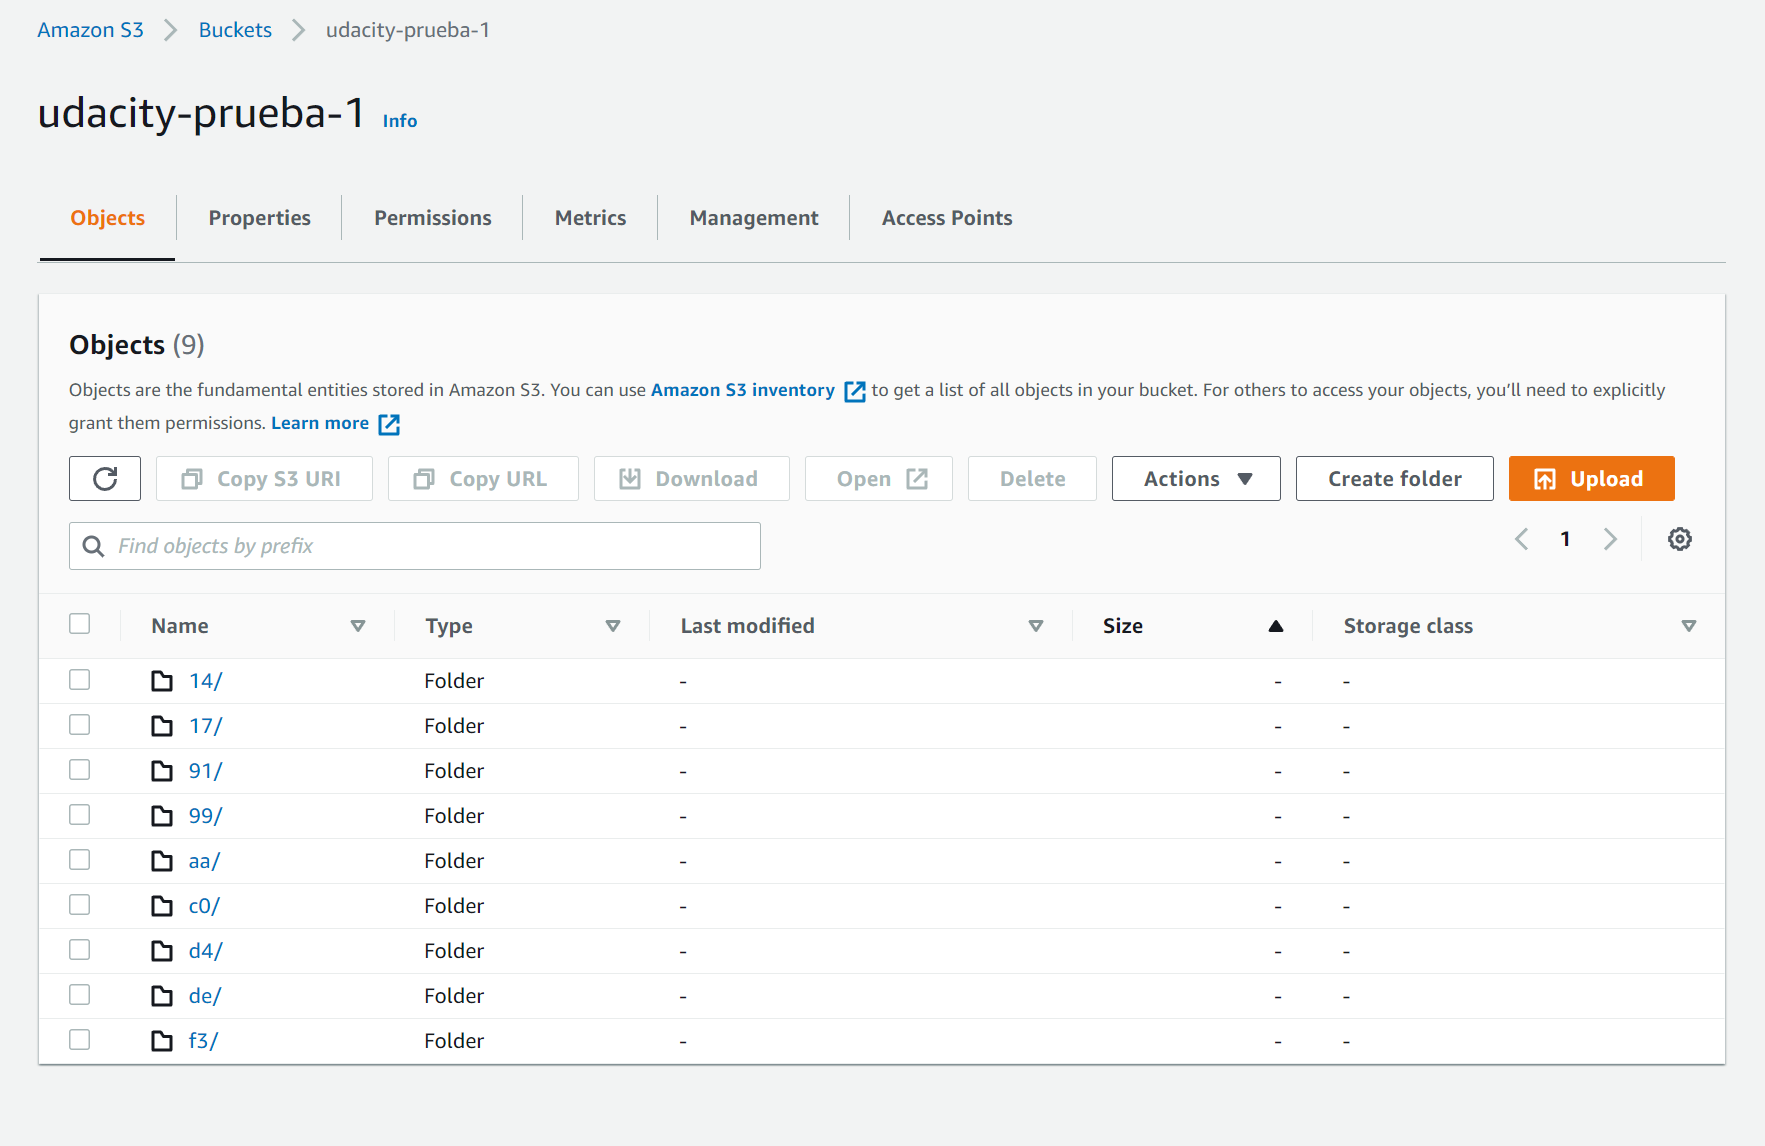 Amazon S3 Buckets udacity-prueba-1
udacity-prueba-1 Info
Objects Properties Permissions Metrics Management Access Points
Objects (9)
Objects are the fundamental entities stored in Amazon S3. You can use Amazon S3 inventory to get a list of all objects in your bucket. For others to access your objects, you'll need to explicitly
grant them permissions. Learn more
Copy S3 URI Copy URL Download Open Delete Actions Create folder Upload
Find objects by prefix 1
Name Type Last modified Size Storage class
14/ Folder - - -
17/ Folder - - -
91/ Folder - - -
99/ Folder - - -
aa/ Folder - - -
c0/ Folder - - -
d4/ Folder - - -
de/ Folder - - -
f3/ Folder - - -